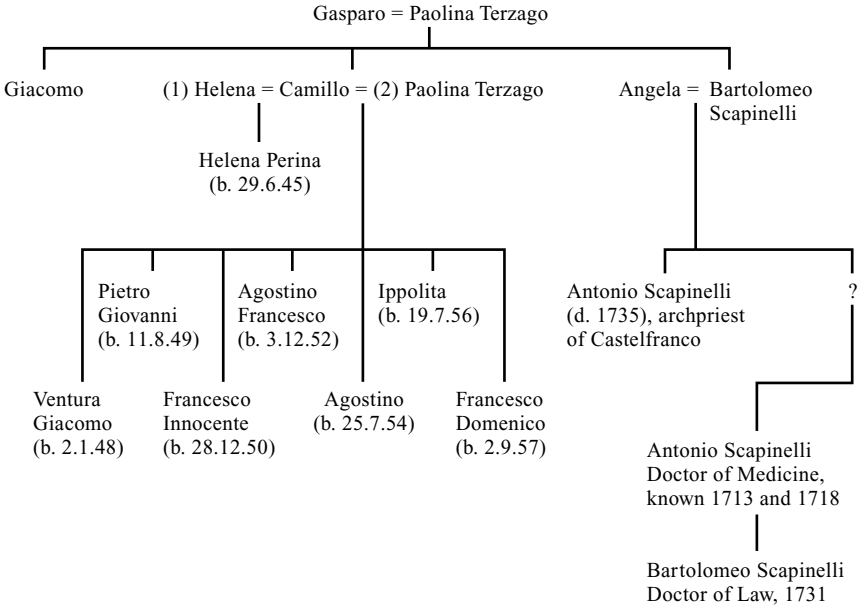 Gasparo = Paolina Terzago
Giacomo
(1) Helena = Camillo = (2) Paolina Terzago
Angela = Bartolomeo
Scapinelli
Helena Perina
(b. 29.6.45)
Pietro
Giovanni
(b. 11.8.49)
Agostino
Francesco
(b. 3.12.52)
Ippolita
(b. 19.7.56)
Antonio Scapinelli
(d. 1735), archpriest
of Castelfranco
?
Ventura
Giacomo
(b. 2.1.48)
Francesco
Innocente
(b. 28.12.50)
Agostino
(b. 25.7.54)
Francesco
Domenico
(b. 2.9.57)
Antonio Scapinelli
Doctor of Medicine,
known 1713 and 1718
Bartolomeo Scapinelli
Doctor of Law, 1731